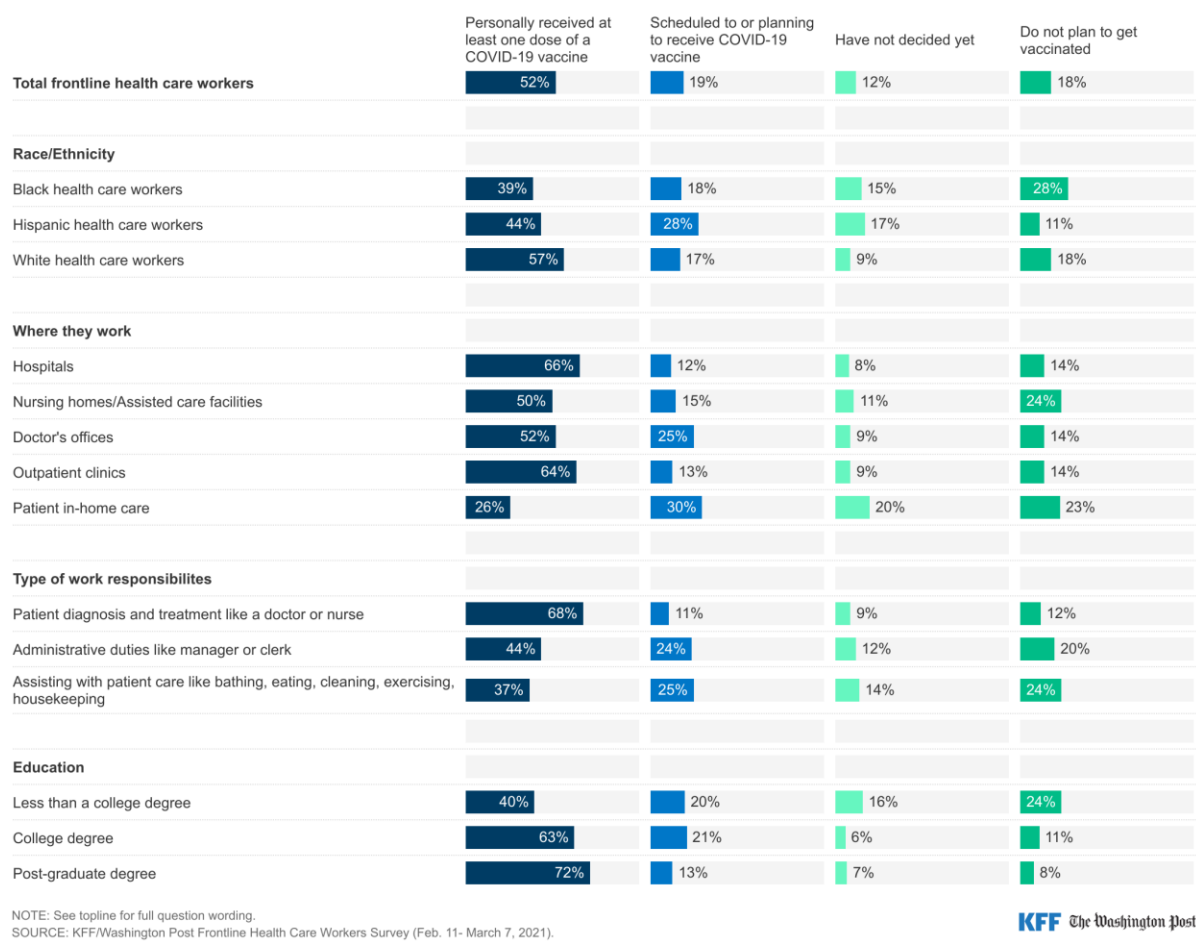 Personally received at least one dose of a COVID-19 vaccine
Scheduled to or planning to receive COVID-19 vaccine
Have not decided yet
Do not plan to get vaccinated
Total frontline health care workers 52% 19% 12% 18%
Race/Ethnicity
Black health care workers 39% 18% 15% 28%
Hispanic health care workers 44% 28% 17% 11%
White health care workers 57% 17% 9% 18%
Where they work
Hospitals 66% 12% 8% 14%
Nursing homes/Assisted care facilities 50% 15% 11% 24%
Doctor's offices 52% 25% 9% 14%
Outpatient clinics 64% 13% 9% 14%
Patient in-home care 26% 30% 20% 23%
Type of work responsibilites
Patient diagnosis and treatment like a doctor or nurse 68% 11% 9% 12%
Administrative duties like manager or clerk 44% 24% 12% 20%
Assisting with patient care like bathing, eating, cleaning, exercising,
housekeeping 37% 25% 14% 24%
Education
Less than a college degree 40% 20% 16% 24%
College degree 63% 21% 6% 11%
Post-graduate degree 72% 13% 7% 8%
NOTE: See topline for full question wording.
SOURCE: KFF/Washington Post Frontline Health Care Workers Survey (Feb. 11- March 7, 2021).
KFF The Washington Post